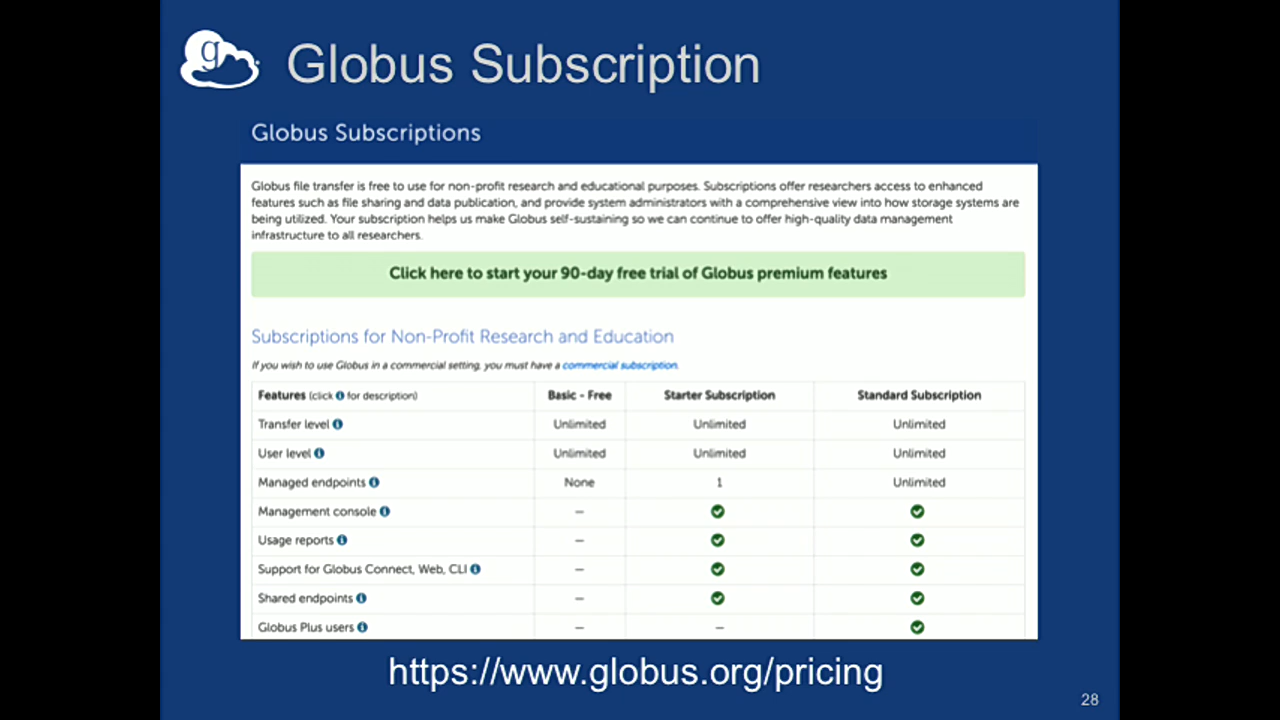 g
Globus Subscription
Globus Subscriptions
Globus file transfer is free to use for non-profit research and educational purposes. Subscriptions offer researchers access to enhanced
features such as file sharing and data publication, and provide system administrators with a comprehensive view into how storage systems are
being utilized. Your subscription helps us make Globus self-sustaining so we can continue to offer high-quality data management
infrastructure to all researchers.
Click here to start your 90-day free trial of Globus premium features
Subscriptions for Non-Profit Research and Education
If you wish to use Globus in a commercial setting, you must have a commercial subscription.
Features (click i for description) Basic - Free Starter Subscription Standard Subscription
Transfer level i Unlimited Unlimited Unlimited
User level i Unlimited Unlimited Unlimited
Managed endpoints i None 1 Unlimited
Management console i – ✓ ✓
Usage reports i – ✓ ✓
Support for Globus Connect, Web, CLI i – ✓ ✓
Shared endpoints i – ✓ ✓
Globus Plus users i – – ✓
https://www.globus.org/pricing
28